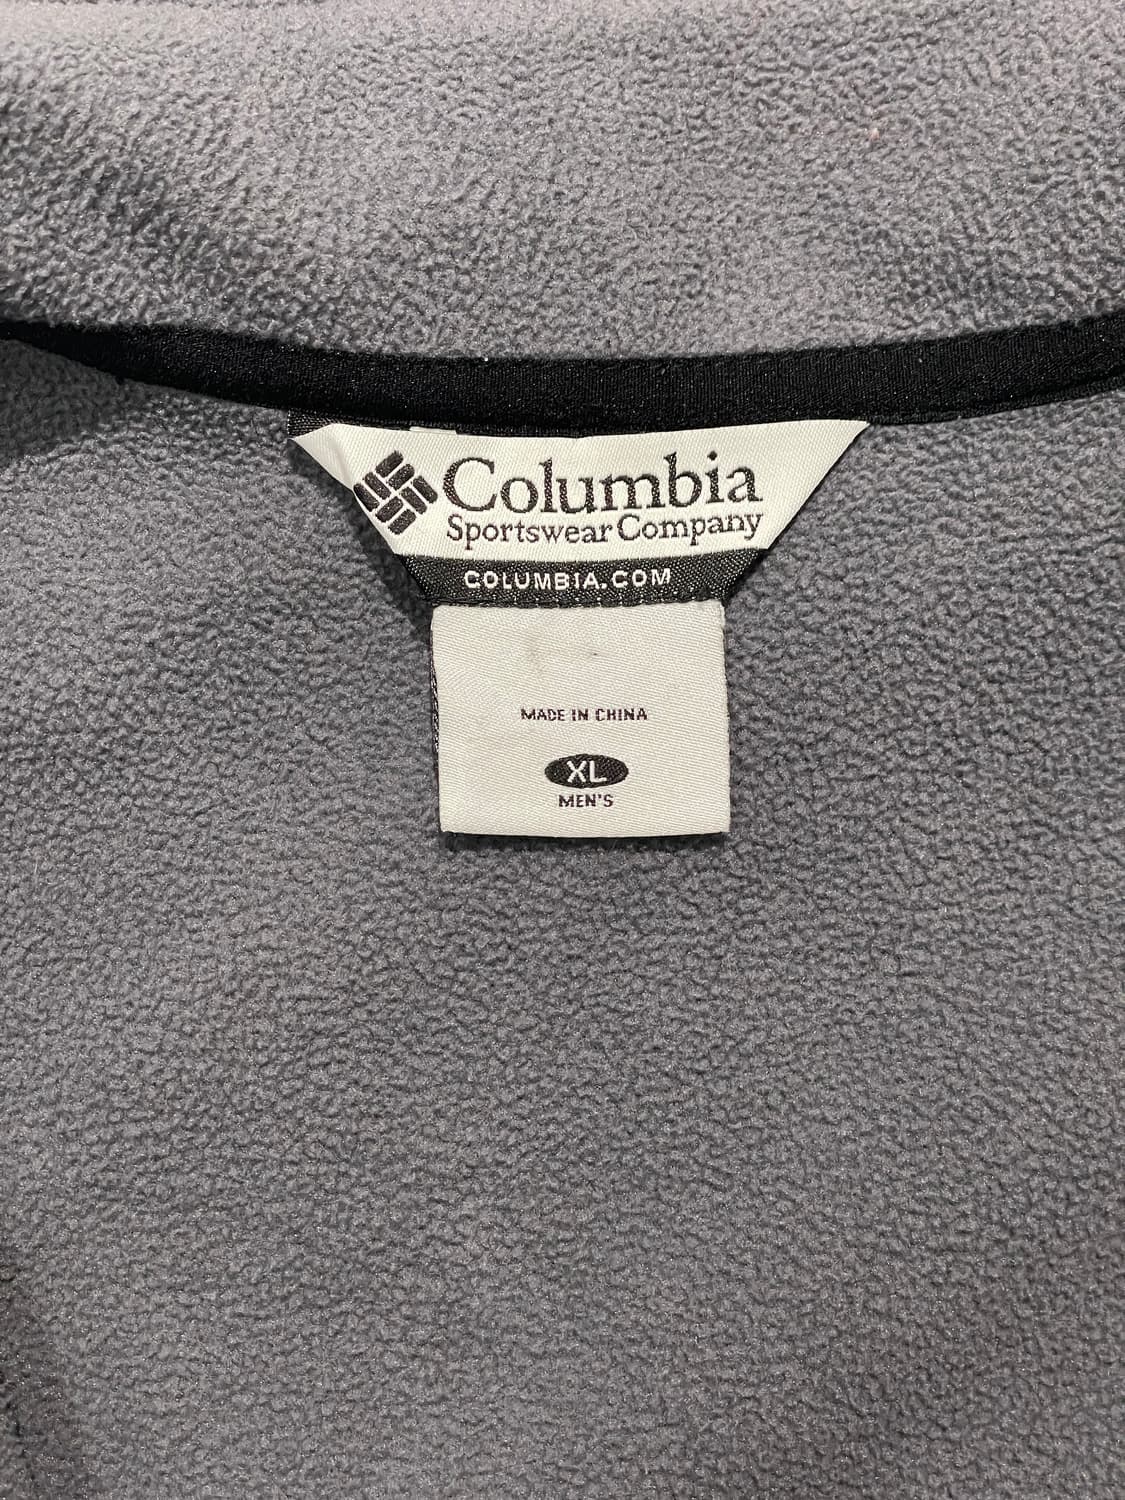 Columbia
Sportswear Company
COLUMBIA.COM
MADE IN CHINA
XL
MEN'S